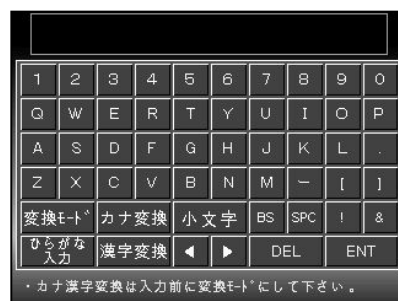 1 2 3 4 5 6 7 8 9 0
Q W E R T Y U I O P
A S D F G H J K L .
Z X C V B N M ー [ ]
変換ﾓｰﾄﾞ カナ変換 小文字 BS SPC ! &
ひらがな入力 漢字変換 ◀ ▶ DEL ENT
・カナ漢字変換は入力前に変換ﾓｰﾄﾞにして下さい。